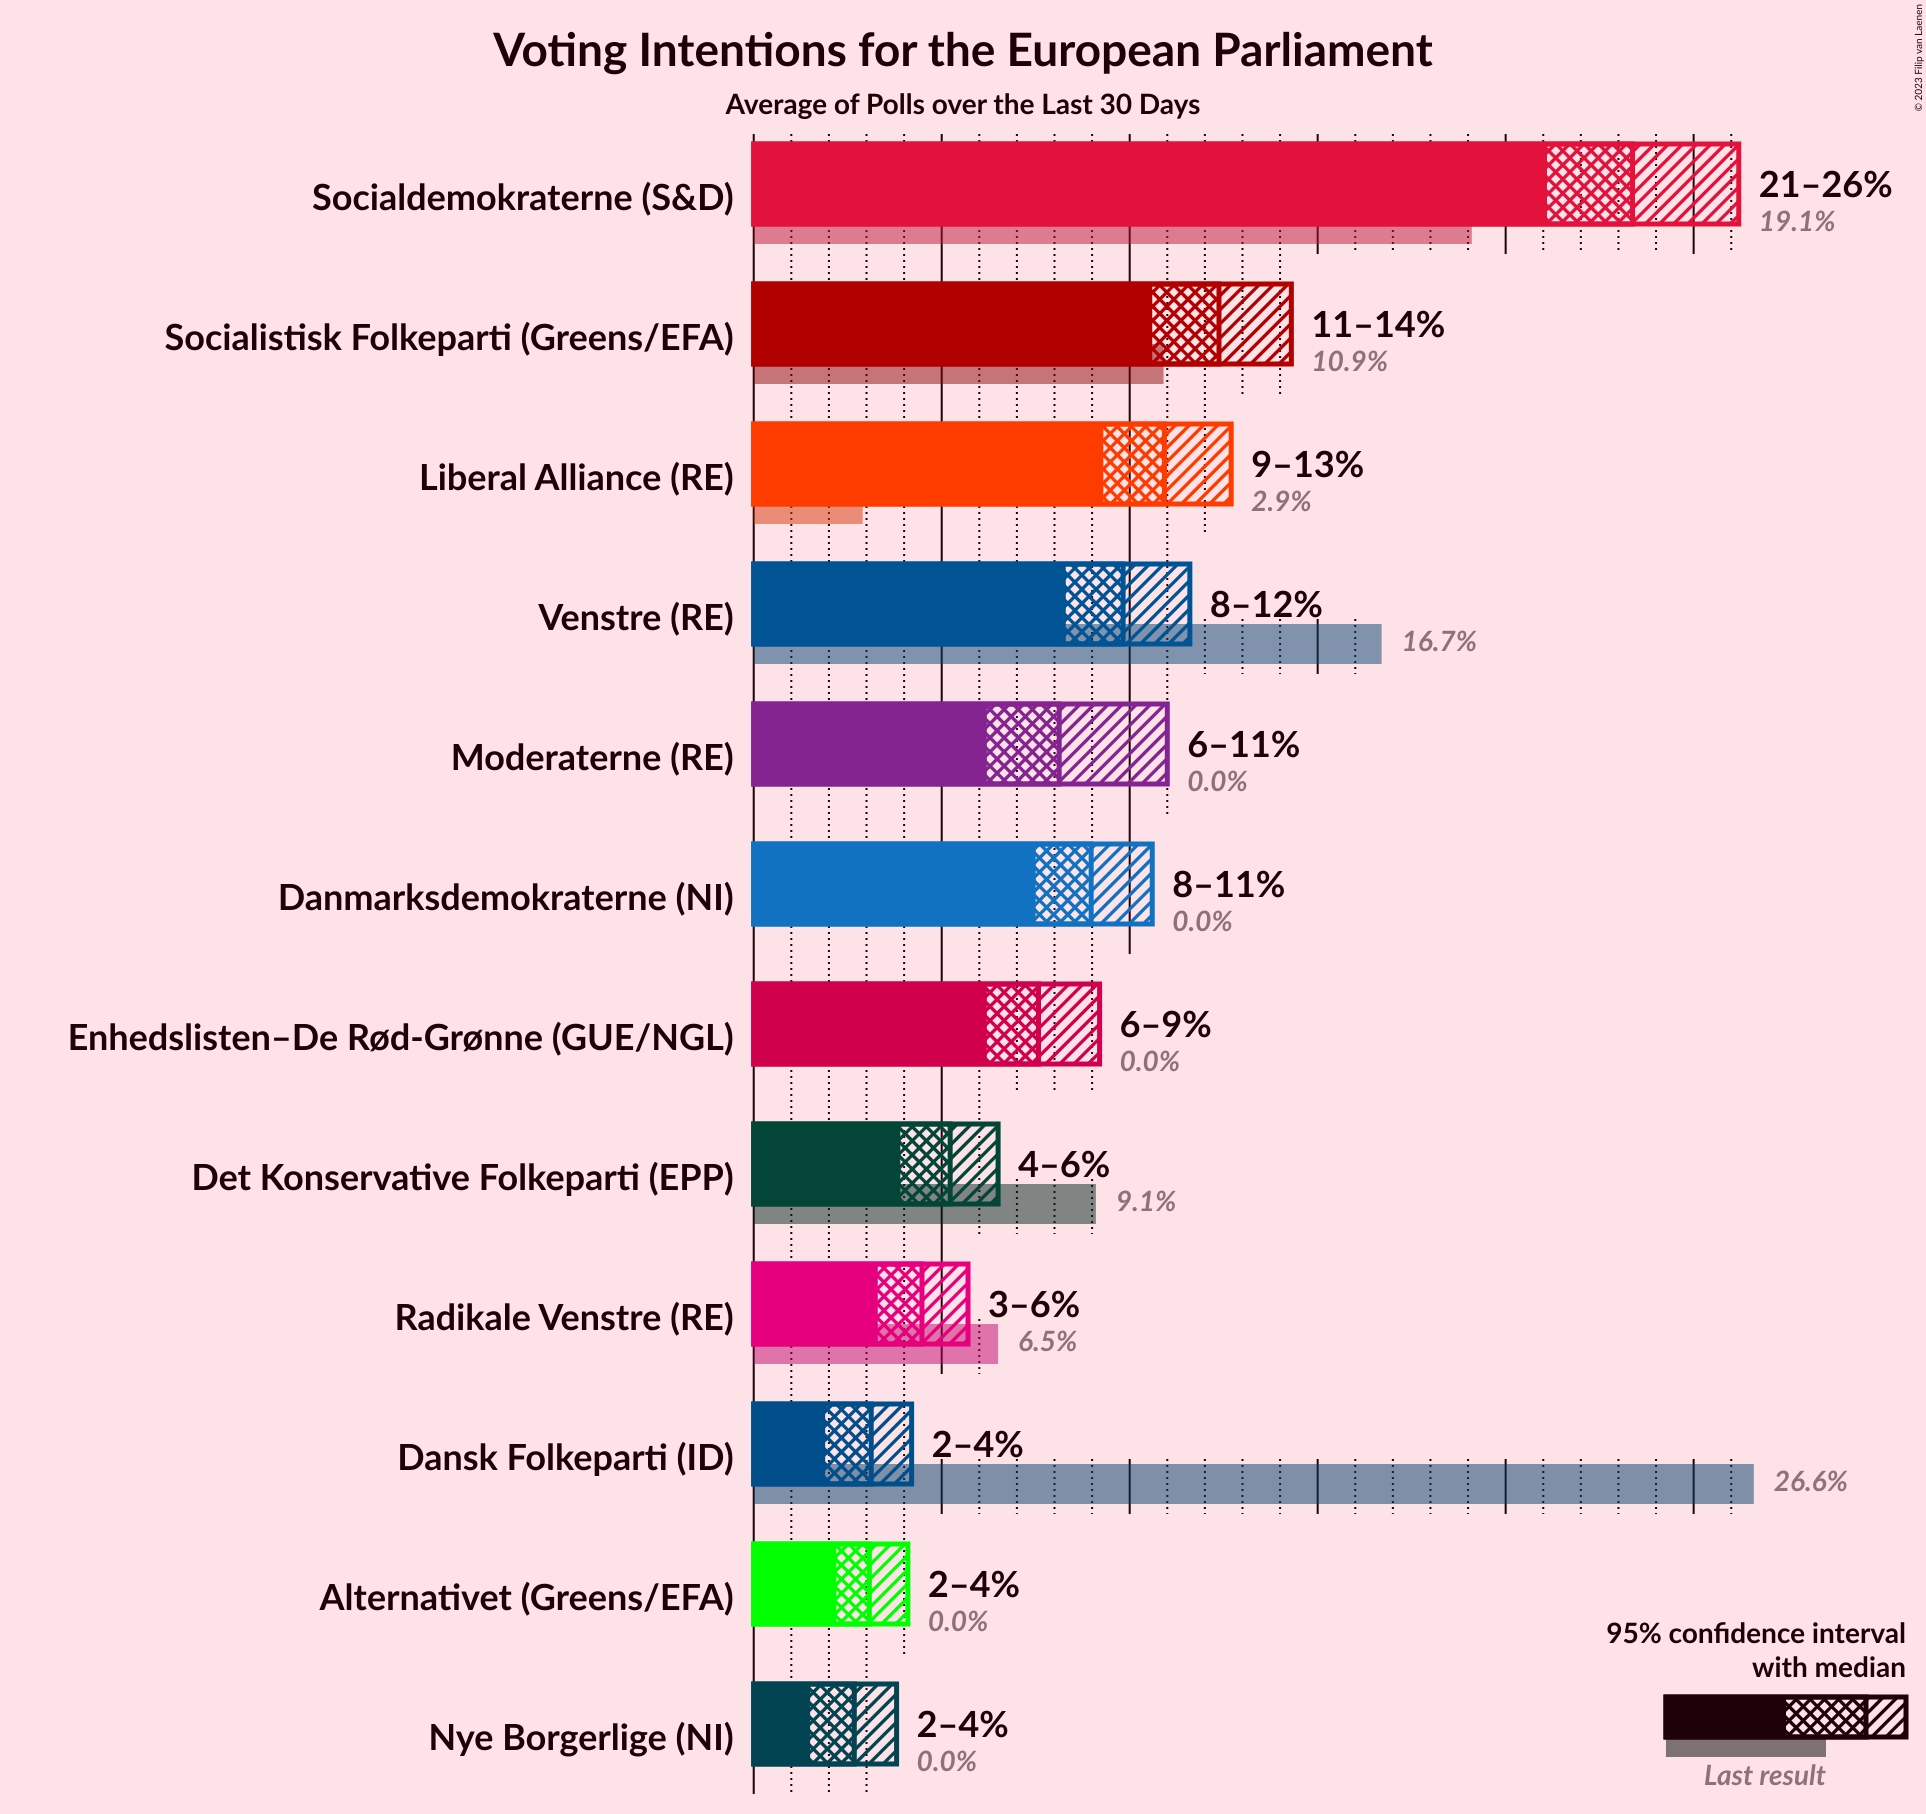 © 2023 Filip van Laenen
Voting Intentions for the European Parliament
Average of Polls over the Last 30 Days
Socialdemokraterne (S&D)
21–26%
19.1%
Socialistisk Folkeparti (Greens/EFA)
11–14%
10.9%
Liberal Alliance (RE)
9–13%
2.9%
Venstre (RE)
8–12%
16.7%
Moderaterne (RE)
6–11%
0.0%
Danmarksdemokraterne (NI)
8–11%
0.0%
Enhedslisten–De Rød-Grønne (GUE/NGL)
6–9%
0.0%
Det Konservative Folkeparti (EPP)
4–6%
9.1%
Radikale Venstre (RE)
3–6%
6.5%
Dansk Folkeparti (ID)
2–4%
26.6%
Alternativet (Greens/EFA)
2–4%
0.0%
Nye Borgerlige (NI)
2–4%
0.0%
95% confidence interval
with median
Last result